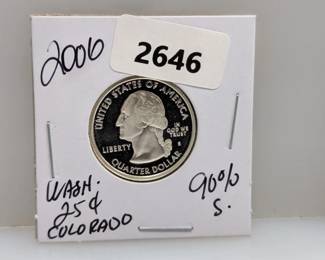 2006
2646
UNITED STATES OF AMERICA
LIBERTY
IN
GOD WE
TRUST
S
QUARTER DOLLAR
WASH.
25¢
COLORADO
90%
S.